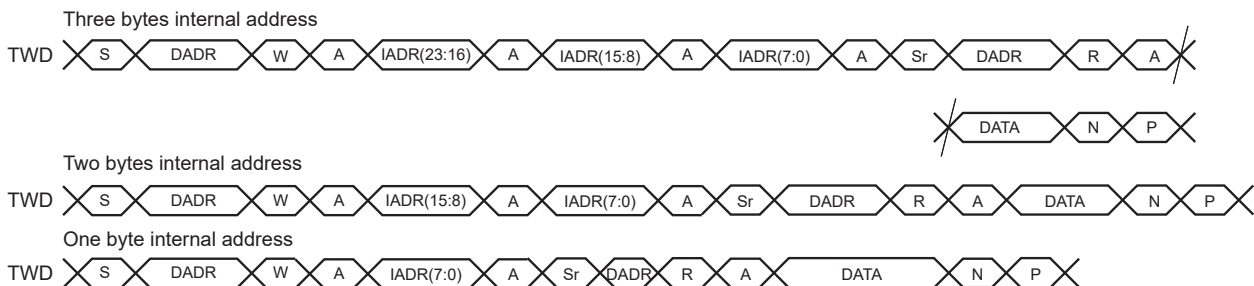 Three bytes internal address
TWD S DADR W A IADR(23:16) A IADR(15:8) A IADR(7:0) A Sr DADR R A
DATA N P
Two bytes internal address
TWD S DADR W A IADR(15:8) A IADR(7:0) A Sr DADR R A DATA N P
One byte internal address
TWD S DADR W A IADR(7:0) A Sr DADR R A DATA N P